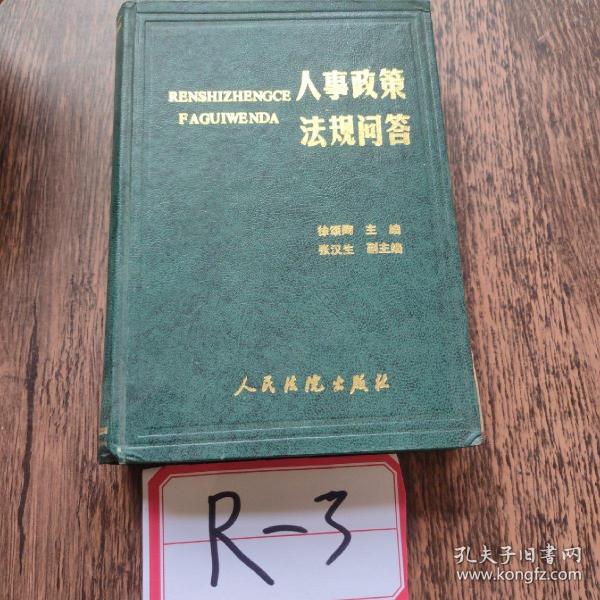 RENSHIZHENGCE 人事政策
FAGUIWENDA 法规问答
徐颂陶 主编
张汉生 副主编
人民法院出版社
R-3
孔夫子旧书网
www.kongfz.com